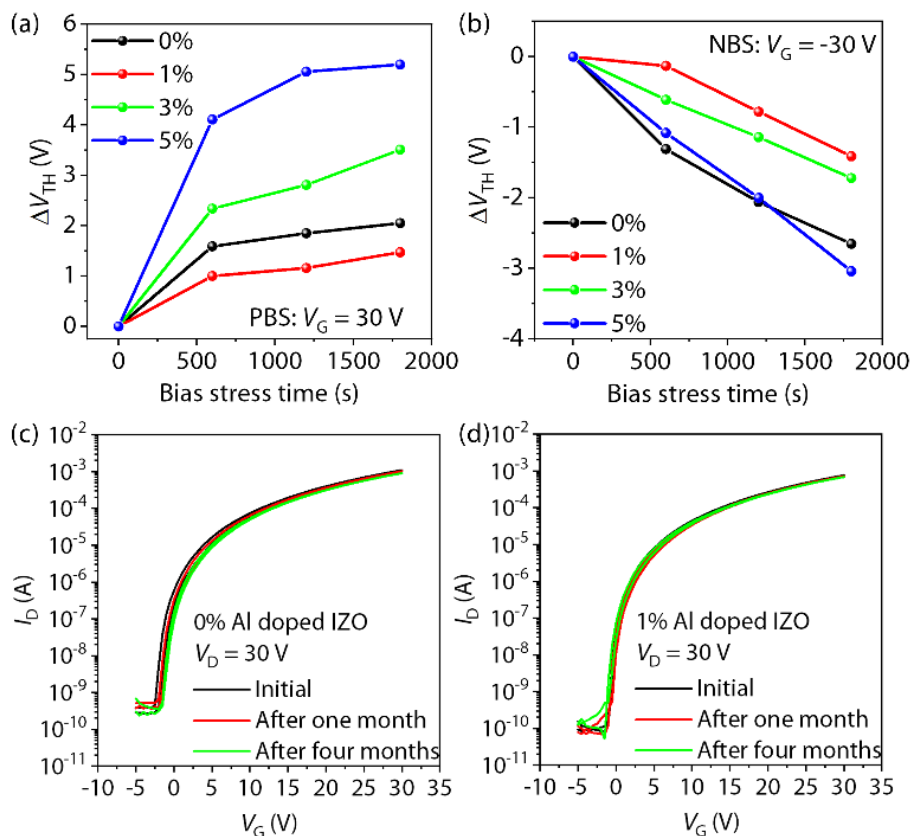 (a)
6
5
4
3
2
1
0
ΔV_TH (V)
0%
1%
3%
5%
PBS: V_G = 30 V
0 500 1000 1500 2000
Bias stress time (s)
(b)
0
-1
-2
-3
-4
ΔV_TH (V)
NBS: V_G = -30 V
0%
1%
3%
5%
0 500 1000 1500 2000
Bias stress time (s)
(c)
10^-2
10^-3
10^-4
10^-5
10^-6
10^-7
10^-8
10^-9
10^-10
10^-11
I_D (A)
0% Al doped IZO
V_D = 30 V
Initial
After one month
After four months
-10 -5 0 5 10 15 20 25 30 35
V_G (V)
(d)
10^-2
10^-3
10^-4
10^-5
10^-6
10^-7
10^-8
10^-9
10^-10
10^-11
I_D (A)
1% Al doped IZO
V_D = 30 V
Initial
After one month
After four months
-10 -5 0 5 10 15 20 25 30 35
V_G (V)